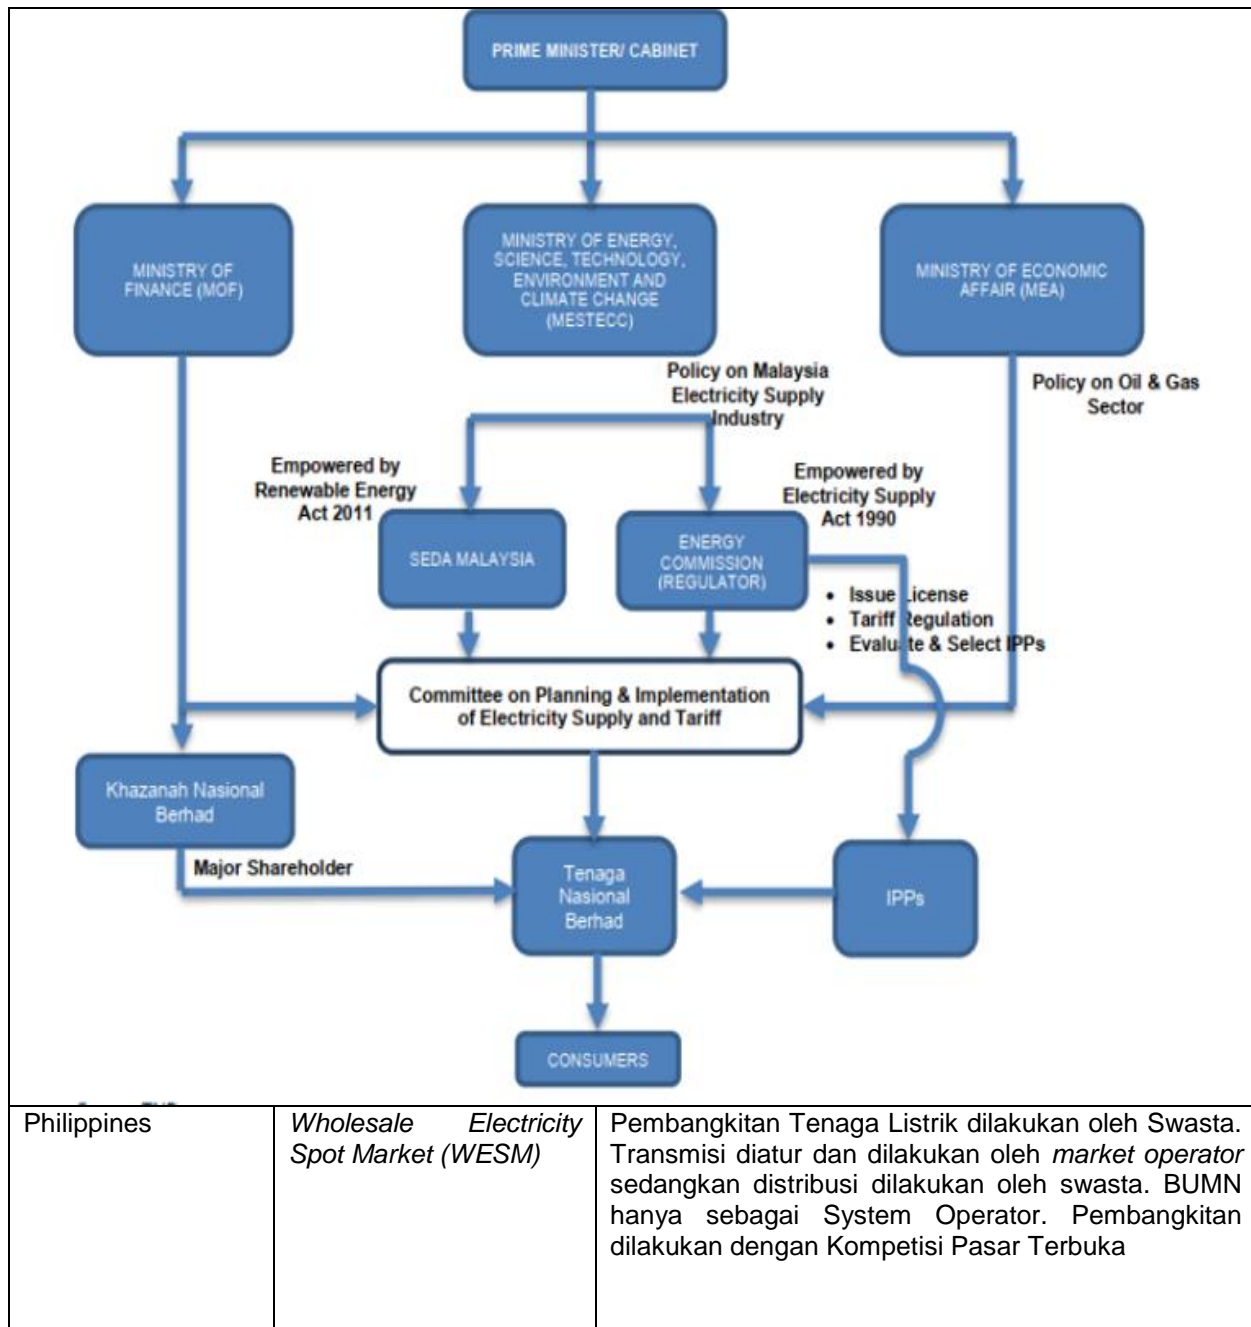 PRIME MINISTER/ CABINET
MINISTRY OF
FINANCE (MOF)
MINISTRY OF ENERGY,
SCIENCE, TECHNOLOGY,
ENVIRONMENT AND
CLIMATE CHANGE
(MESTECC)
MINISTRY OF ECONOMIC
AFFAIR (MEA)
Policy on Malaysia
Electricity Supply
Industry
Policy on Oil & Gas
Sector
Empowered by
Renewable Energy
Act 2011
Empowered by
Electricity Supply
Act 1990
SEDA MALAYSIA
ENERGY
COMMISSION
(REGULATOR)
• Issue License
• Tariff Regulation
• Evaluate & Select IPPs
Committee on Planning & Implementation
of Electricity Supply and Tariff
Khazanah Nasional
Berhad
Major Shareholder
Tenaga
Nasional
Berhad
IPPs
CONSUMERS
Philippines
Wholesale Electricity
Spot Market (WESM)
Pembangkitan Tenaga Listrik dilakukan oleh Swasta.
Transmisi diatur dan dilakukan oleh market operator
sedangkan distribusi dilakukan oleh swasta. BUMN
hanya sebagai System Operator. Pembangkitan
dilakukan dengan Kompetisi Pasar Terbuka